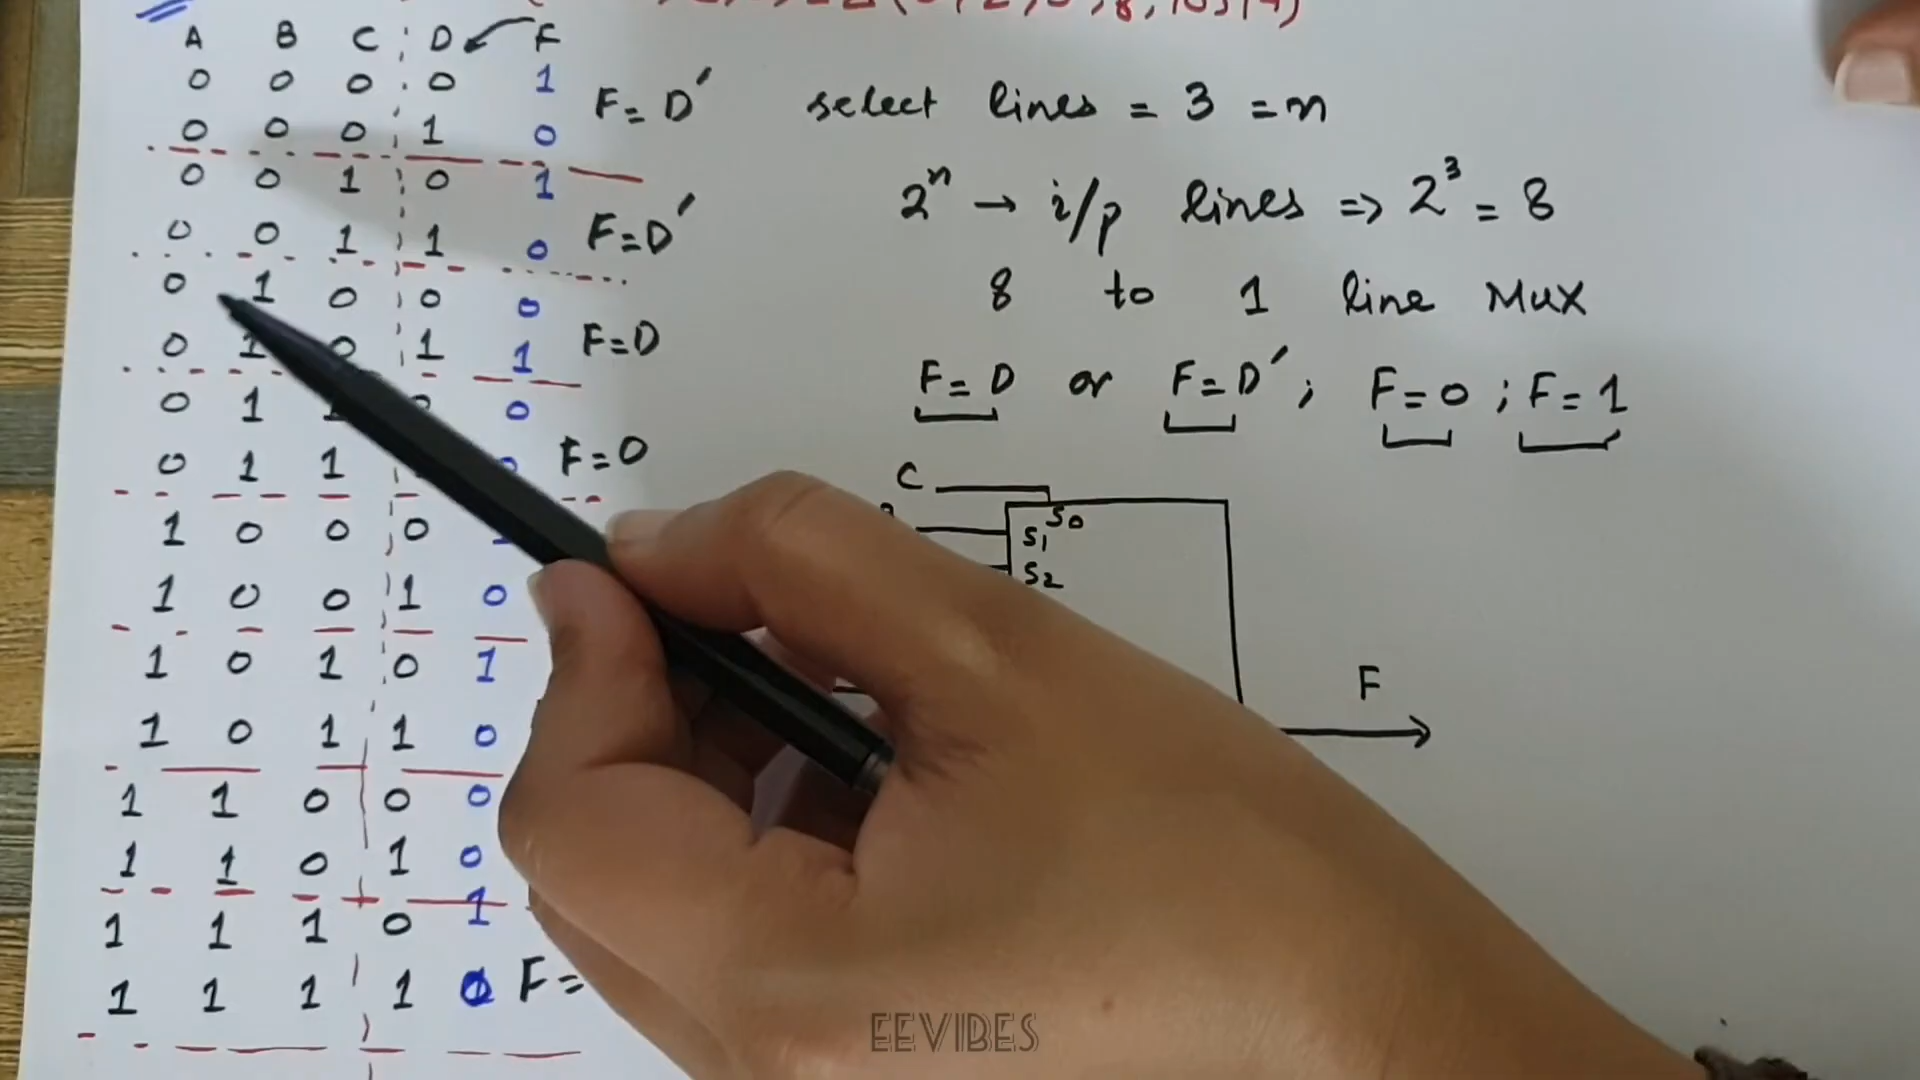 A B C D F
0 0 0 0 1
F = D'
0 0 0 1 0
0 0 1 0 1
F=D'
0 0 1 1 0
0 1 0 0 0
F=D
0 1 0 1 1
0 1 1 0 0
F=0
0 1 1 0
1 0 0 0 1
1 0 0 1 0
1 0 1 0 1
1 0 1 1 0
1 1 0 0 0
1 1 0 1 0
1 1 1 0 1
1 1 1 1 0 F =
select lines = 3 = n
2^n → i/p lines => 2^3 = 8
8 to 1 line Mux
F = D or F = D' ; F = 0 ; F = 1
C
S0
S1
S2
F
EEVIBES